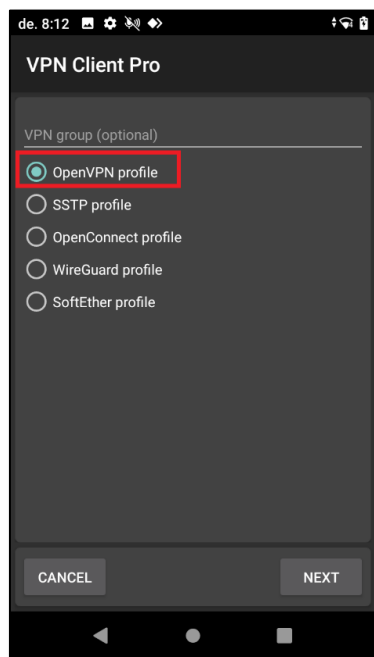 de. 8:12
VPN Client Pro
VPN group (optional)
OpenVPN profile
SSTP profile
OpenConnect profile
WireGuard profile
SoftEther profile
CANCEL NEXT